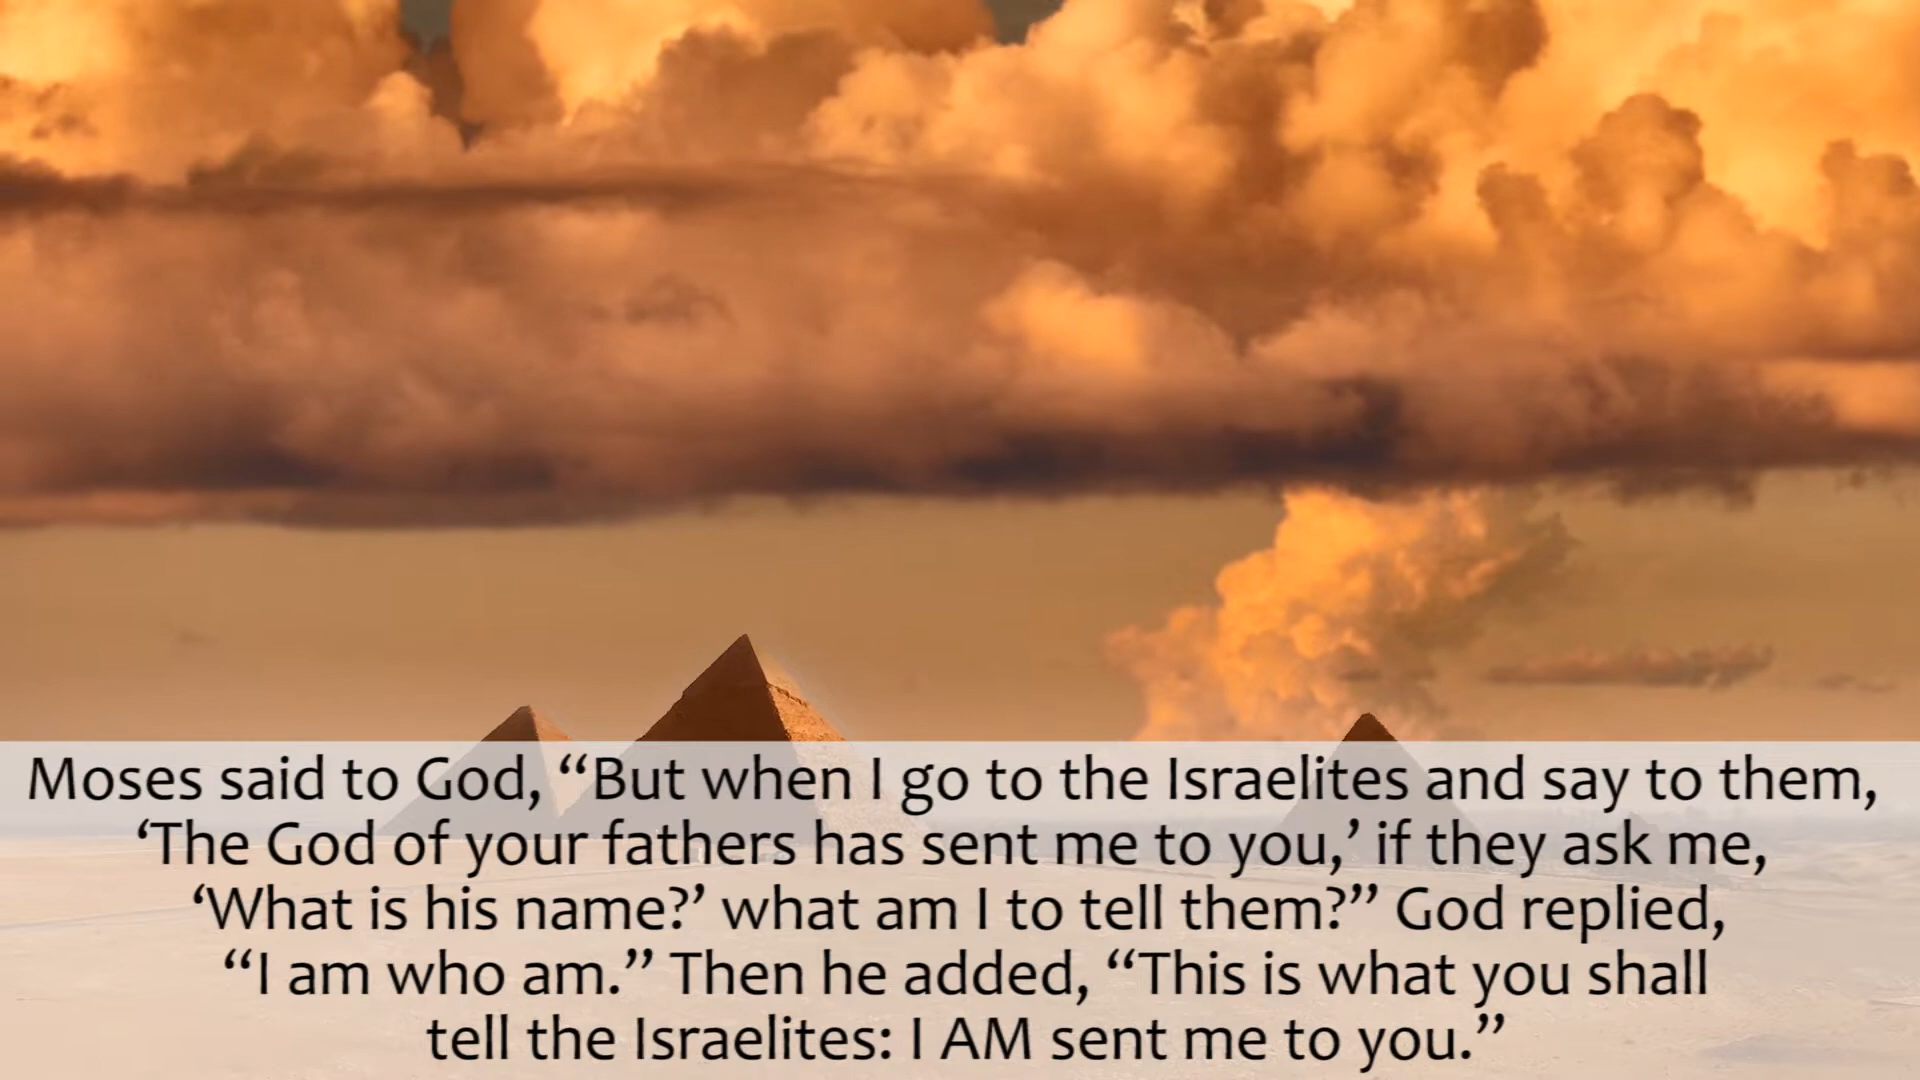 Moses said to God, “But when I go to the Israelites and say to them,
‘The God of your fathers has sent me to you,’ if they ask me,
‘What is his name?’ what am I to tell them?” God replied,
“I am who am.” Then he added, “This is what you shall
tell the Israelites: I AM sent me to you.”